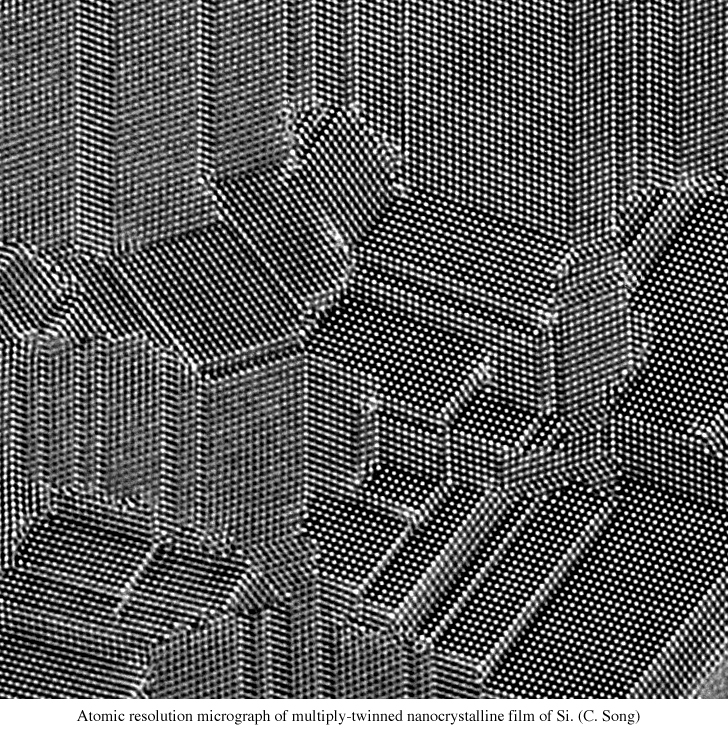 Atomic resolution micrograph of multiply-twinned nanocrystalline film of Si. (C. Song)